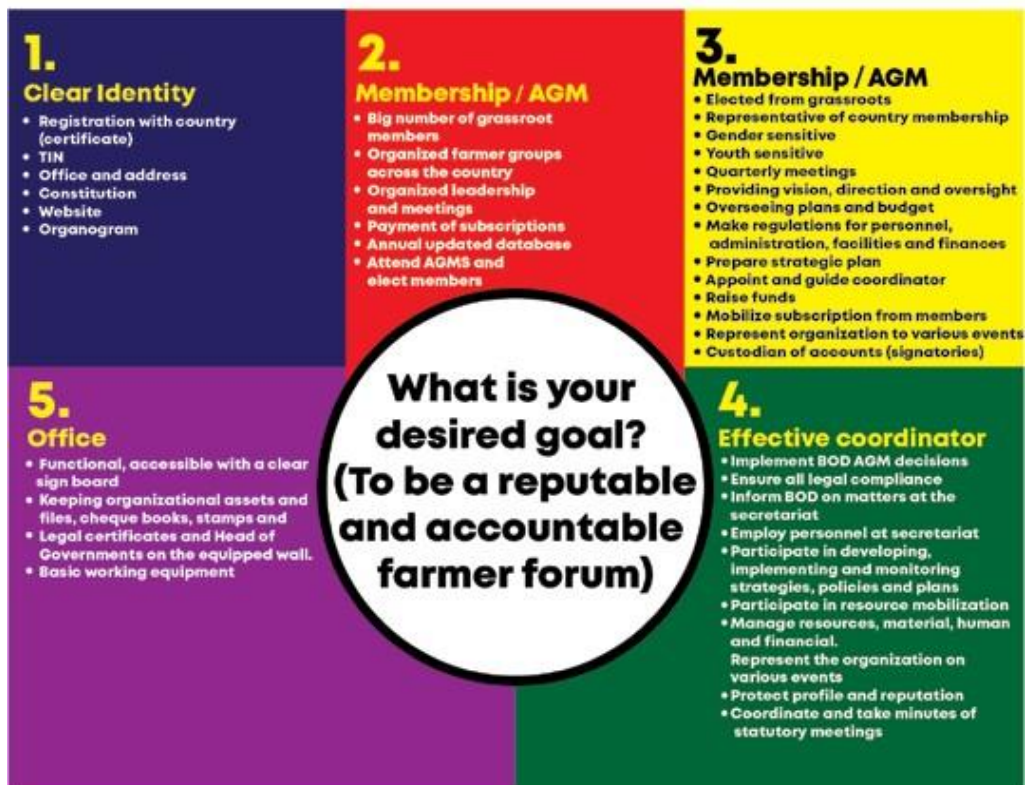 1.
Clear Identity
• Registration with country
(certificate)
• TIN
• Office and address
• Constitution
• Website
• Organogram
2.
Membership / AGM
• Big number of grassroot
members
• Organized farmer groups
across the country
• Organized leadership
and meetings
• Payment of subscriptions
• Annual updated database
• Attend AGMS and
elect members
3.
Membership / AGM
• Elected from grassroots
• Representative of country membership
• Gender sensitive
• Youth sensitive
• Quarterly meetings
• Providing vision, direction and oversight
• Overseeing plans and budget
• Make regulations for personnel,
administration, facilities and finances
• Prepare strategic plan
• Appoint and guide coordinator
• Raise funds
• Mobilize subscription from members
• Represent organization to various events
• Custodian of accounts (signatories)
What is your
desired goal?
(To be a reputable
and accountable
farmer forum)
4.
Effective coordinator
• Implement BOD AGM decisions
• Ensure all legal compliance
• Inform BOD on matters at the
secretariat
• Employ personnel at secretariat
• Participate in developing,
implementing and monitoring
strategies, policies and plans
• Participate in resource mobilization
• Manage resources, material, human
and financial.
Represent the organization on
various events
• Protect profile and reputation
• Coordinate and take minutes of
statutory meetings
5.
Office
• Functional, accessible with a clear
sign board
• Keeping organizational assets and
files, cheque books, stamps and
• Legal certificates and Head of
Governments on the equipped wall.
• Basic working equipment